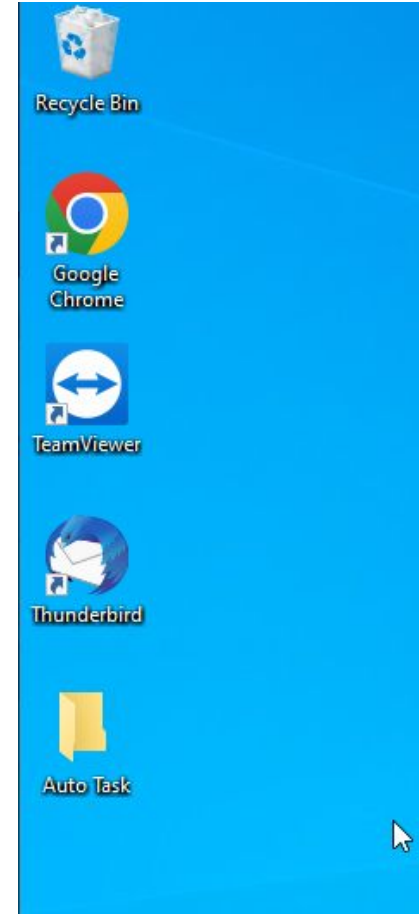 Recycle Bin
Google
Chrome
TeamViewer
Thunderbird
Auto Task